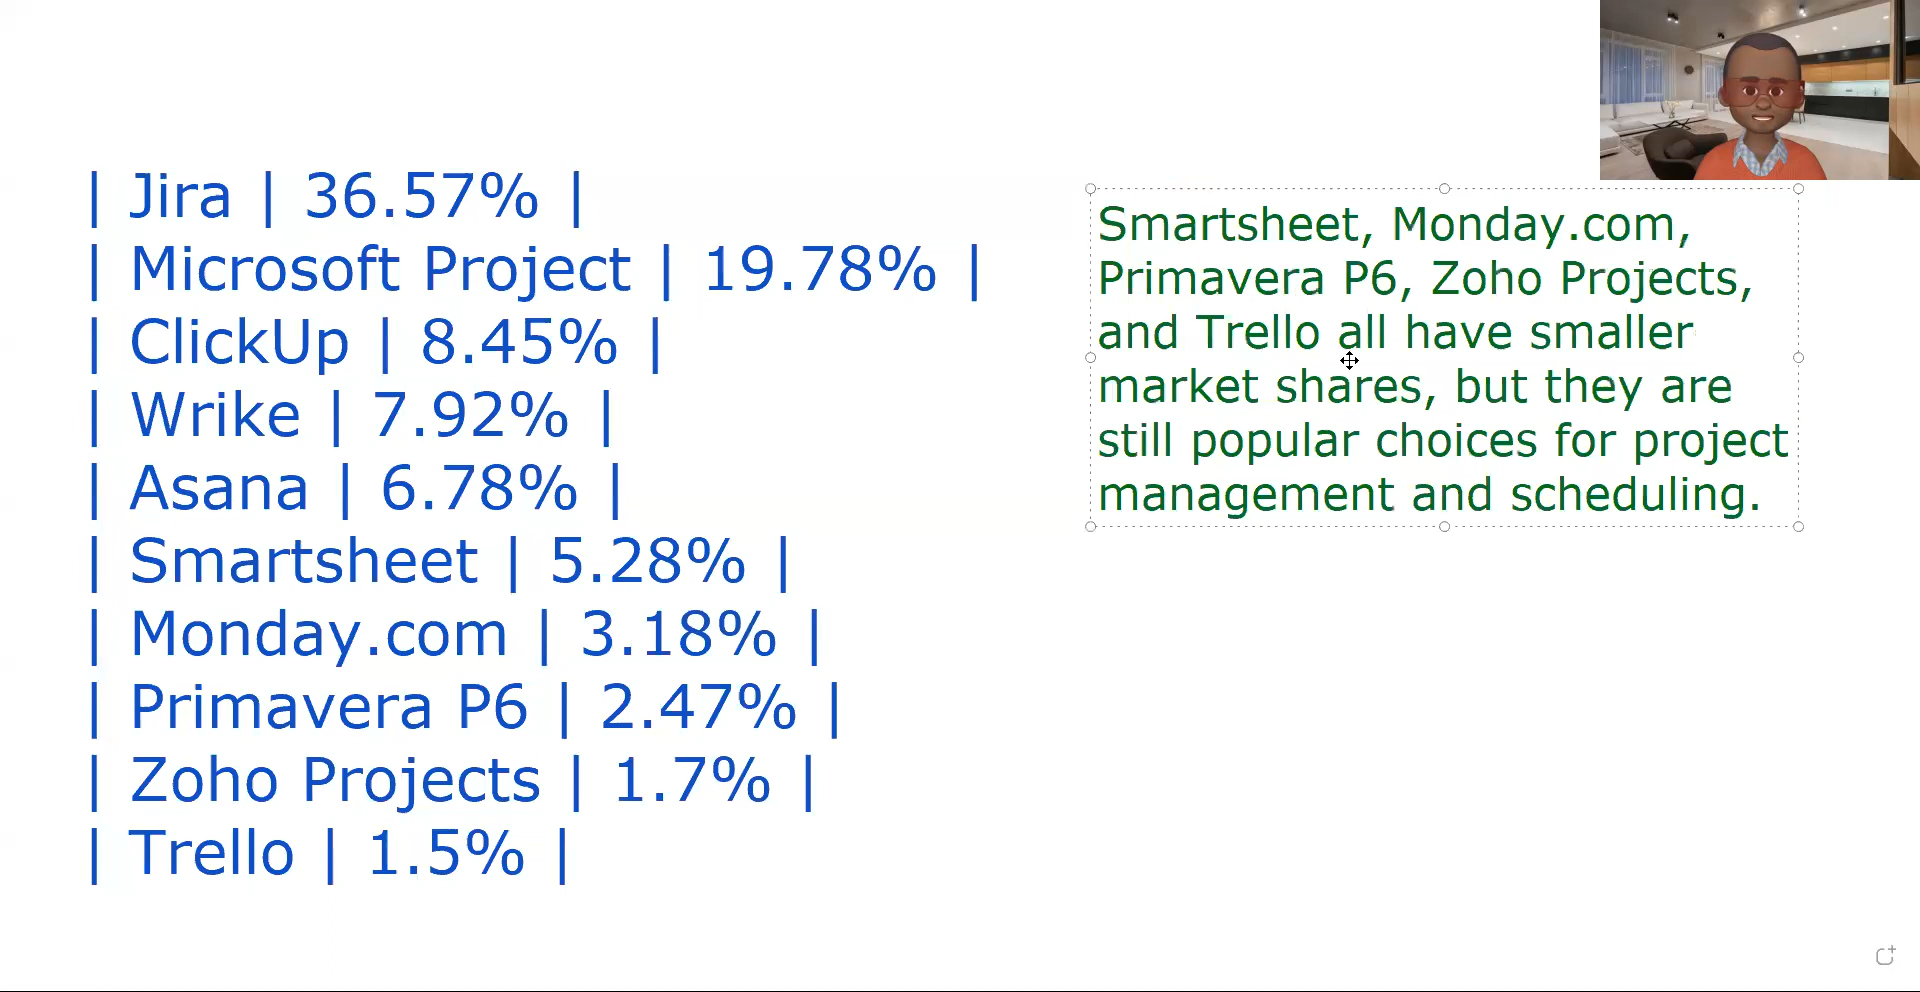 | Jira | 36.57% |
| Microsoft Project | 19.78% |
| ClickUp | 8.45% |
| Wrike | 7.92% |
| Asana | 6.78% |
| Smartsheet | 5.28% |
| Monday.com | 3.18% |
| Primavera P6 | 2.47% |
| Zoho Projects | 1.7% |
| Trello | 1.5% |
Smartsheet, Monday.com,
Primavera P6, Zoho Projects,
and Trello all have smaller
market shares, but they are
still popular choices for project
management and scheduling.